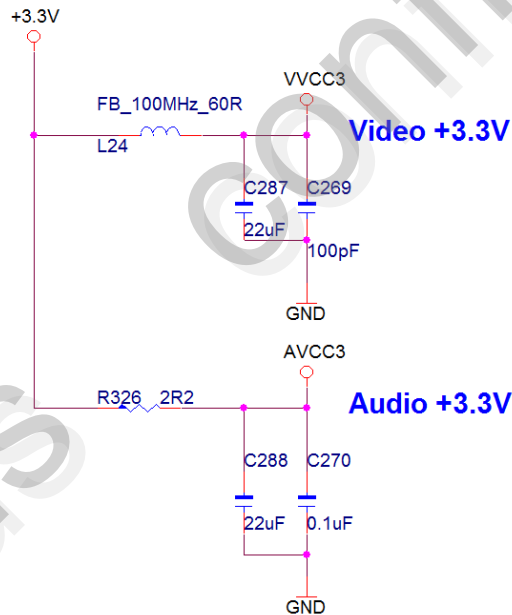 +3.3V
VVCC3
FB_100MHz_60R
Video +3.3V
L24
C287 C269
22uF
100pF
GND
AVCC3
R326 2R2
Audio +3.3V
C288 C270
22uF 0.1uF
GND